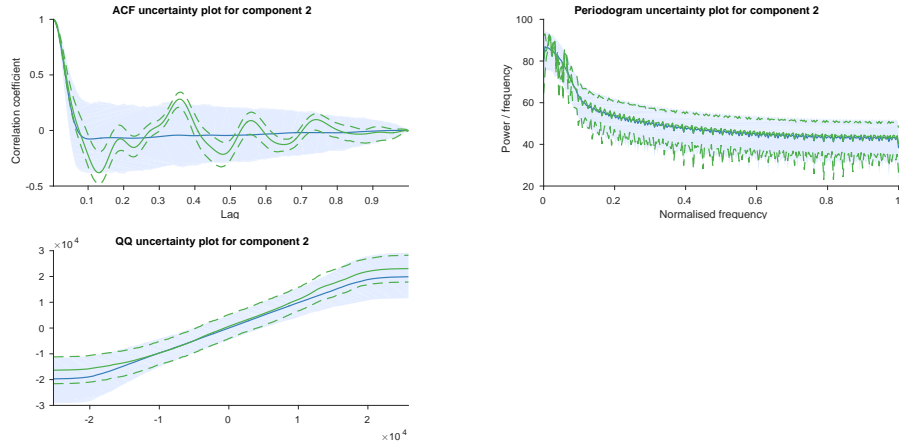 ACF uncertainty plot for component 2
1
0.5
0
-0.5
Correlation coefficient
0.1 0.2 0.3 0.4 0.5 0.6 0.7 0.8 0.9
Lag
Periodogram uncertainty plot for component 2
100
80
60
40
20
Power / frequency
0 0.2 0.4 0.6 0.8 1
Normalised frequency
QQ uncertainty plot for component 2
×10^4
3
2
1
0
-1
-2
-3
-2 -1 0 1 2
×10^4